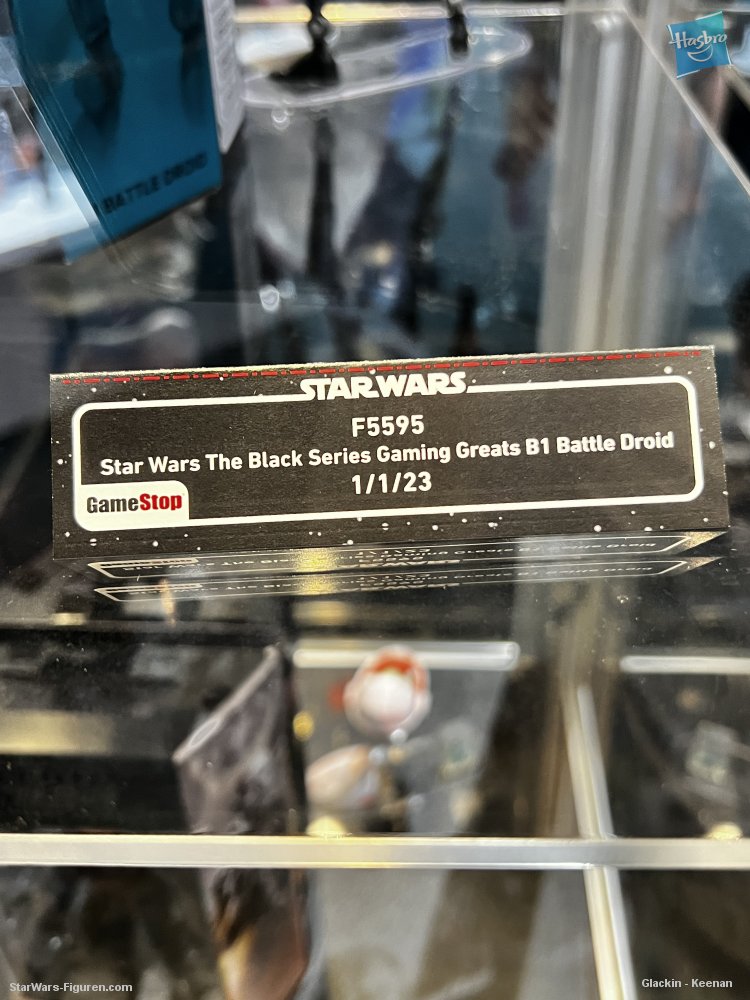 Hasbro
BATTLE DROID
STAR WARS
F5595
Star Wars The Black Series Gaming Greats B1 Battle Droid
1/1/23
GameStop
StarWars-Figuren.com
Glackin - Keenan